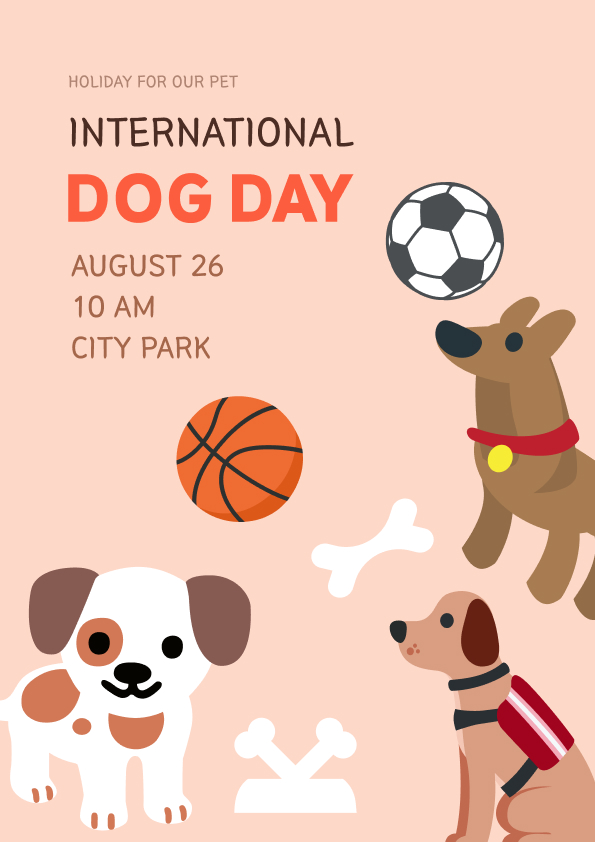 HOLIDAY FOR OUR PET
INTERNATIONAL
DOG DAY
AUGUST 26
10 AM
CITY PARK